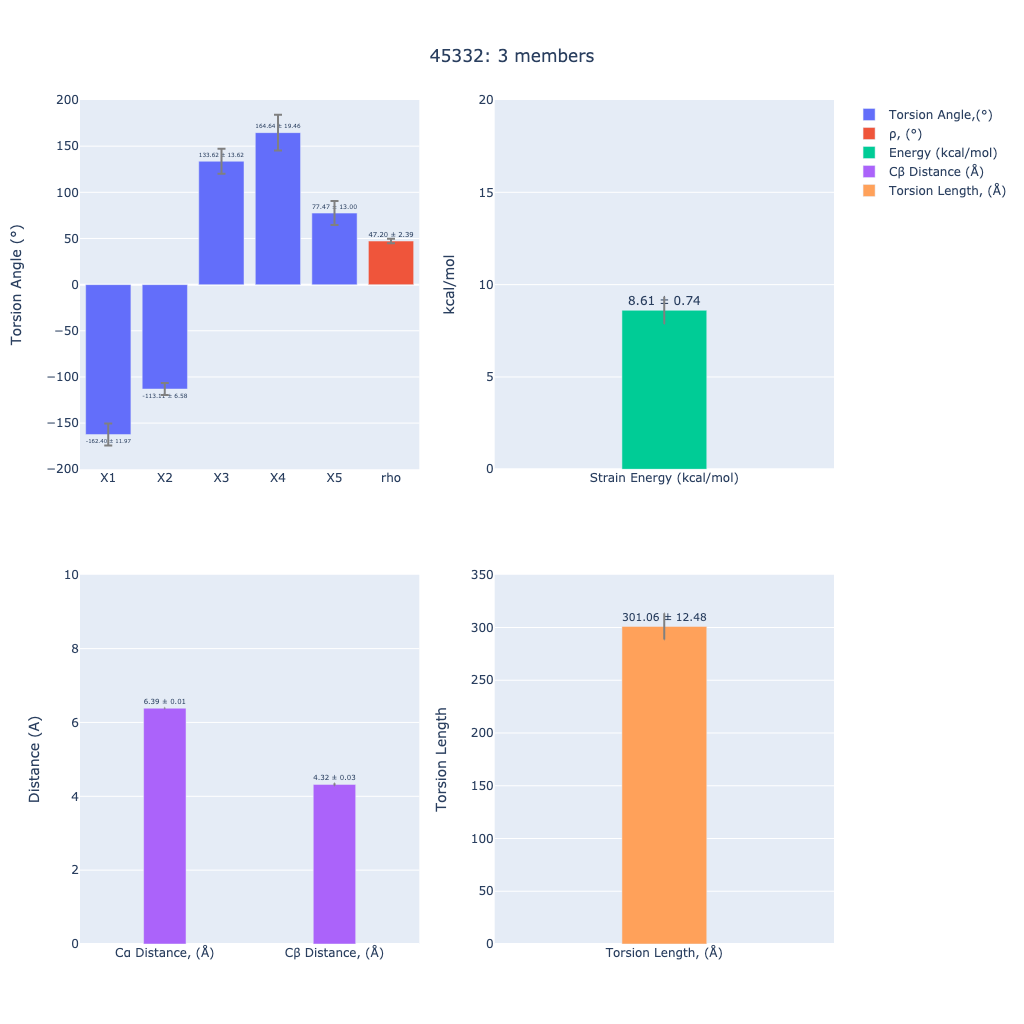 45332: 3 members
200
150
100
50
0
−50
−100
−150
−200
Torsion Angle (°)
-162.40 ± 11.97
-113.11 ± 6.58
133.62 ± 13.62
164.64 ± 19.46
77.47 ± 13.00
47.20 ± 2.39
X1 X2 X3 X4 X5 rho
20
15
10
5
0
kcal/mol
8.61 ± 0.74
Strain Energy (kcal/mol)
Torsion Angle,(°)
ρ, (°)
Energy (kcal/mol)
Cβ Distance (Å)
Torsion Length, (Å)
10
8
6
4
2
0
Distance (A)
6.39 ± 0.01
4.32 ± 0.03
Cα Distance, (Å) Cβ Distance, (Å)
350
300
250
200
150
100
50
0
Torsion Length
301.06 ± 12.48
Torsion Length, (Å)